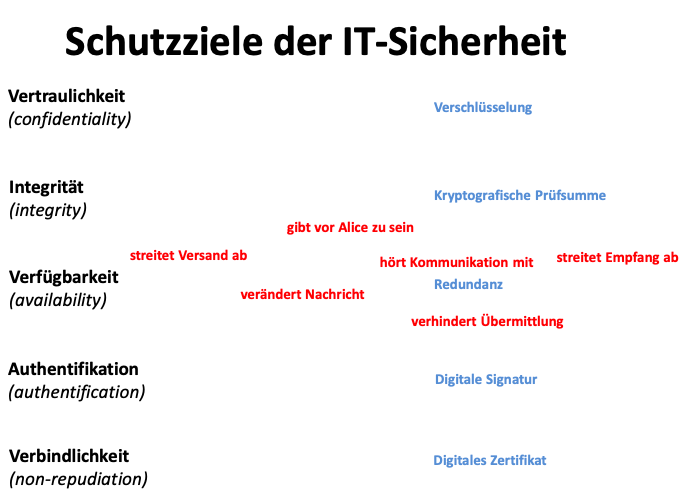 Schutzziele der IT-Sicherheit
Vertraulichkeit
(confidentiality)
Verschlüsselung
Integrität
(integrity)
Kryptografische Prüfsumme
gibt vor Alice zu sein
streitet Versand ab
hört Kommunikation mit
streitet Empfang ab
Verfügbarkeit
(availability)
Redundanz
verändert Nachricht
verhindert Übermittlung
Authentifikation
(authentification)
Digitale Signatur
Verbindlichkeit
(non-repudiation)
Digitales Zertifikat